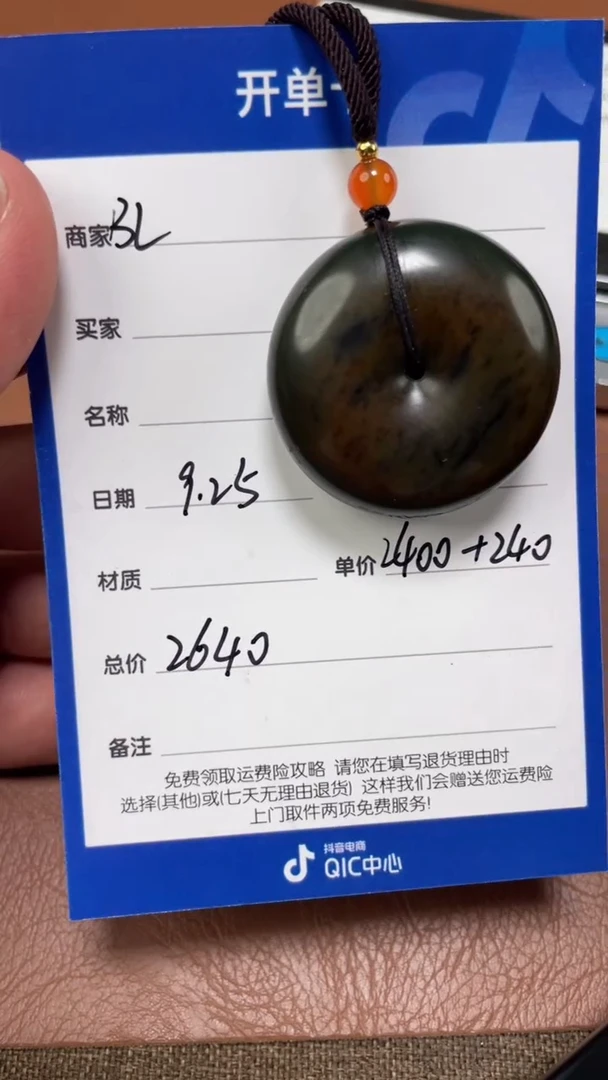 开单
商家 BL
买家
名称
日期 9.25
材质
单价 2400+240
总价 2640
备注
免费领取运费险攻略 请您在填写退货理由时
选择(其他)或(七天无理由退货) 这样我们会赠送您运费险
上门取件两项免费服务!
抖音电商
QIC中心